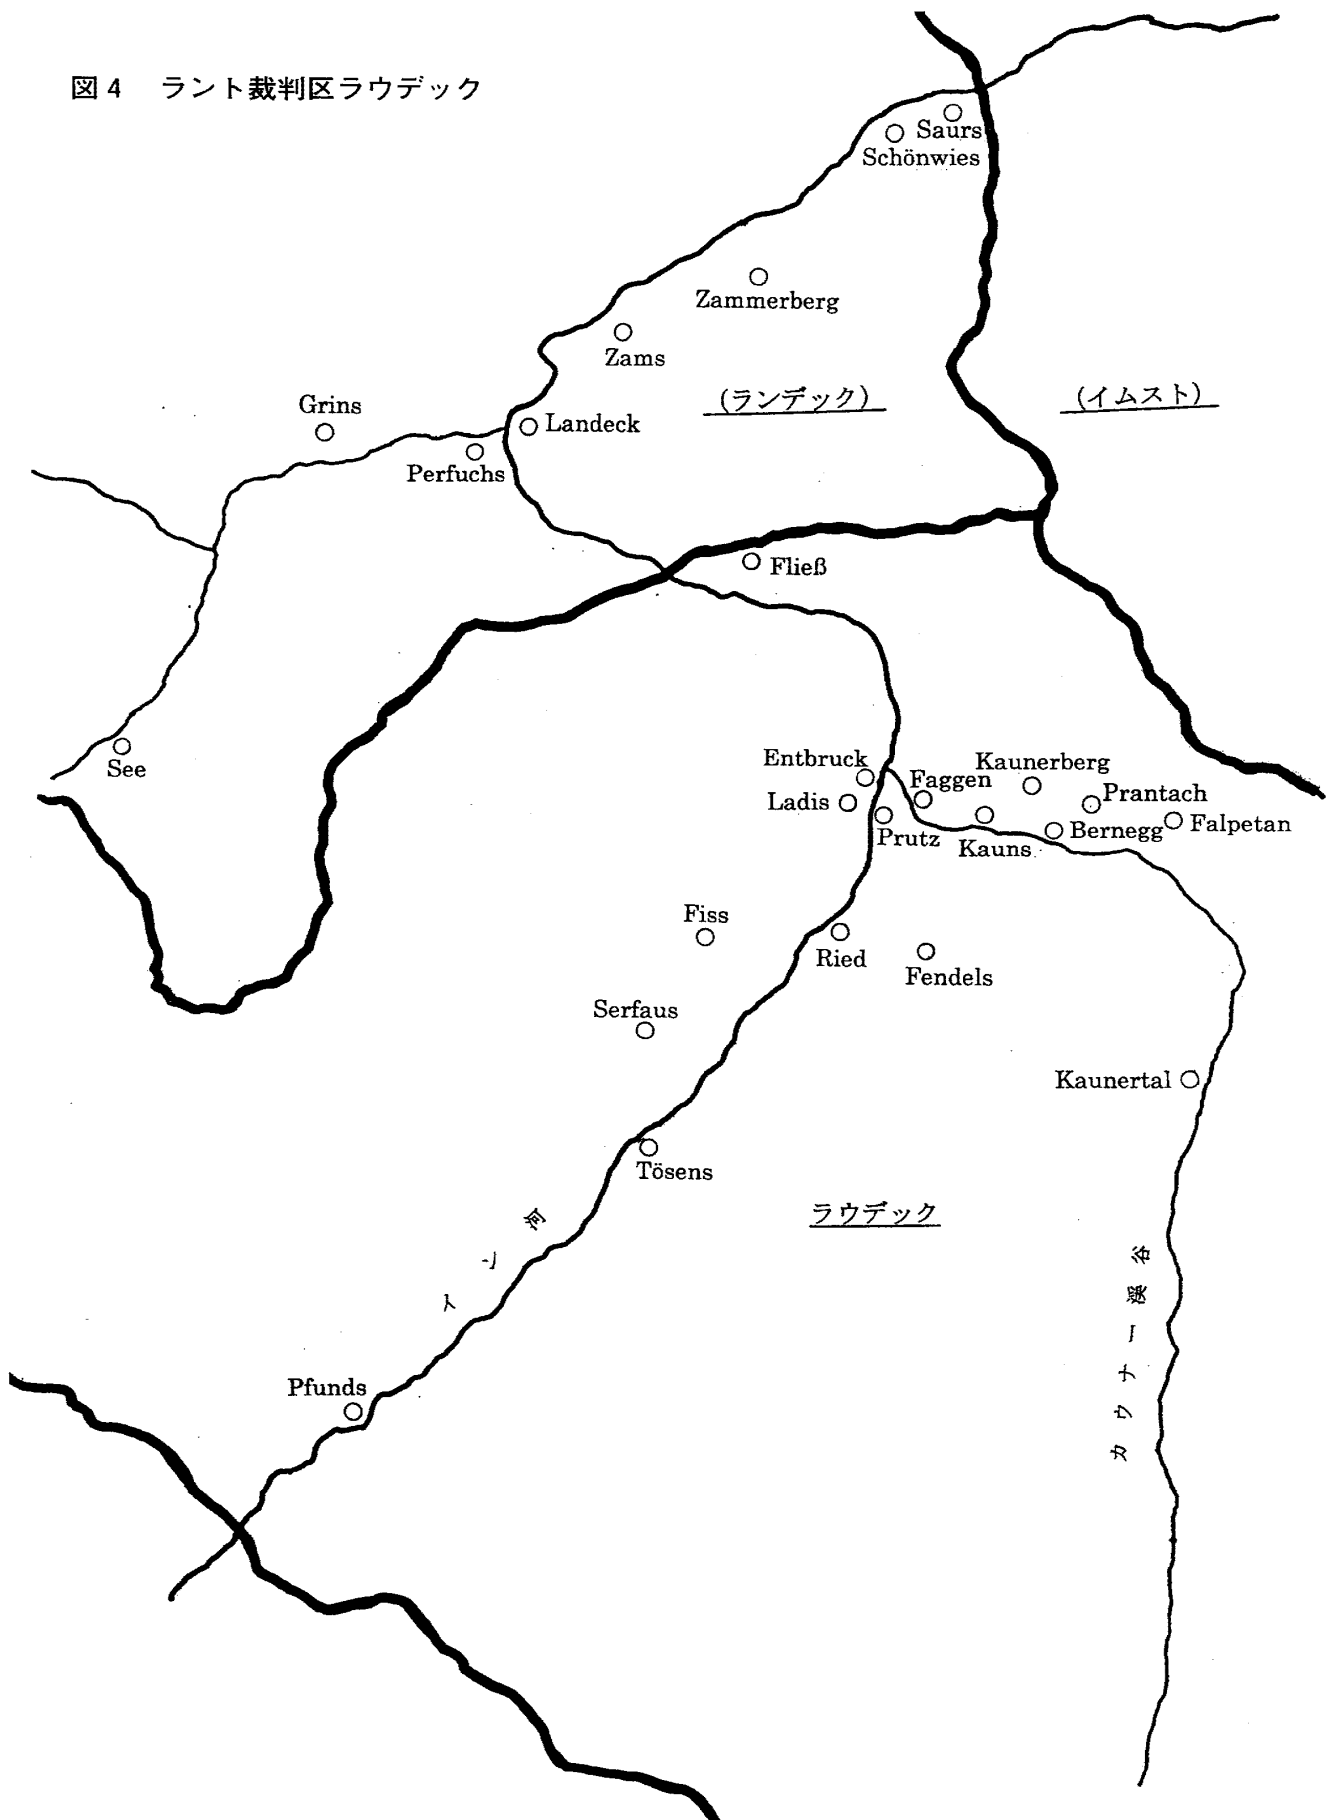 図4 ラント裁判区ラウデック
Saurs
Schönwies
Zammerberg
Zams
(ランデック)
(イムスト)
Grins
Landeck
Perfuchs
Fließ
See
Entbruck
Kaunerberg
Faggen
Prantach
Ladis
Falpetan
Bernegg
Prutz
Kauns
Fiss
Ried
Fendels
Serfaus
Kaunertal
Tösens
ラウデック
イン河
カウナー渓谷
Pfunds